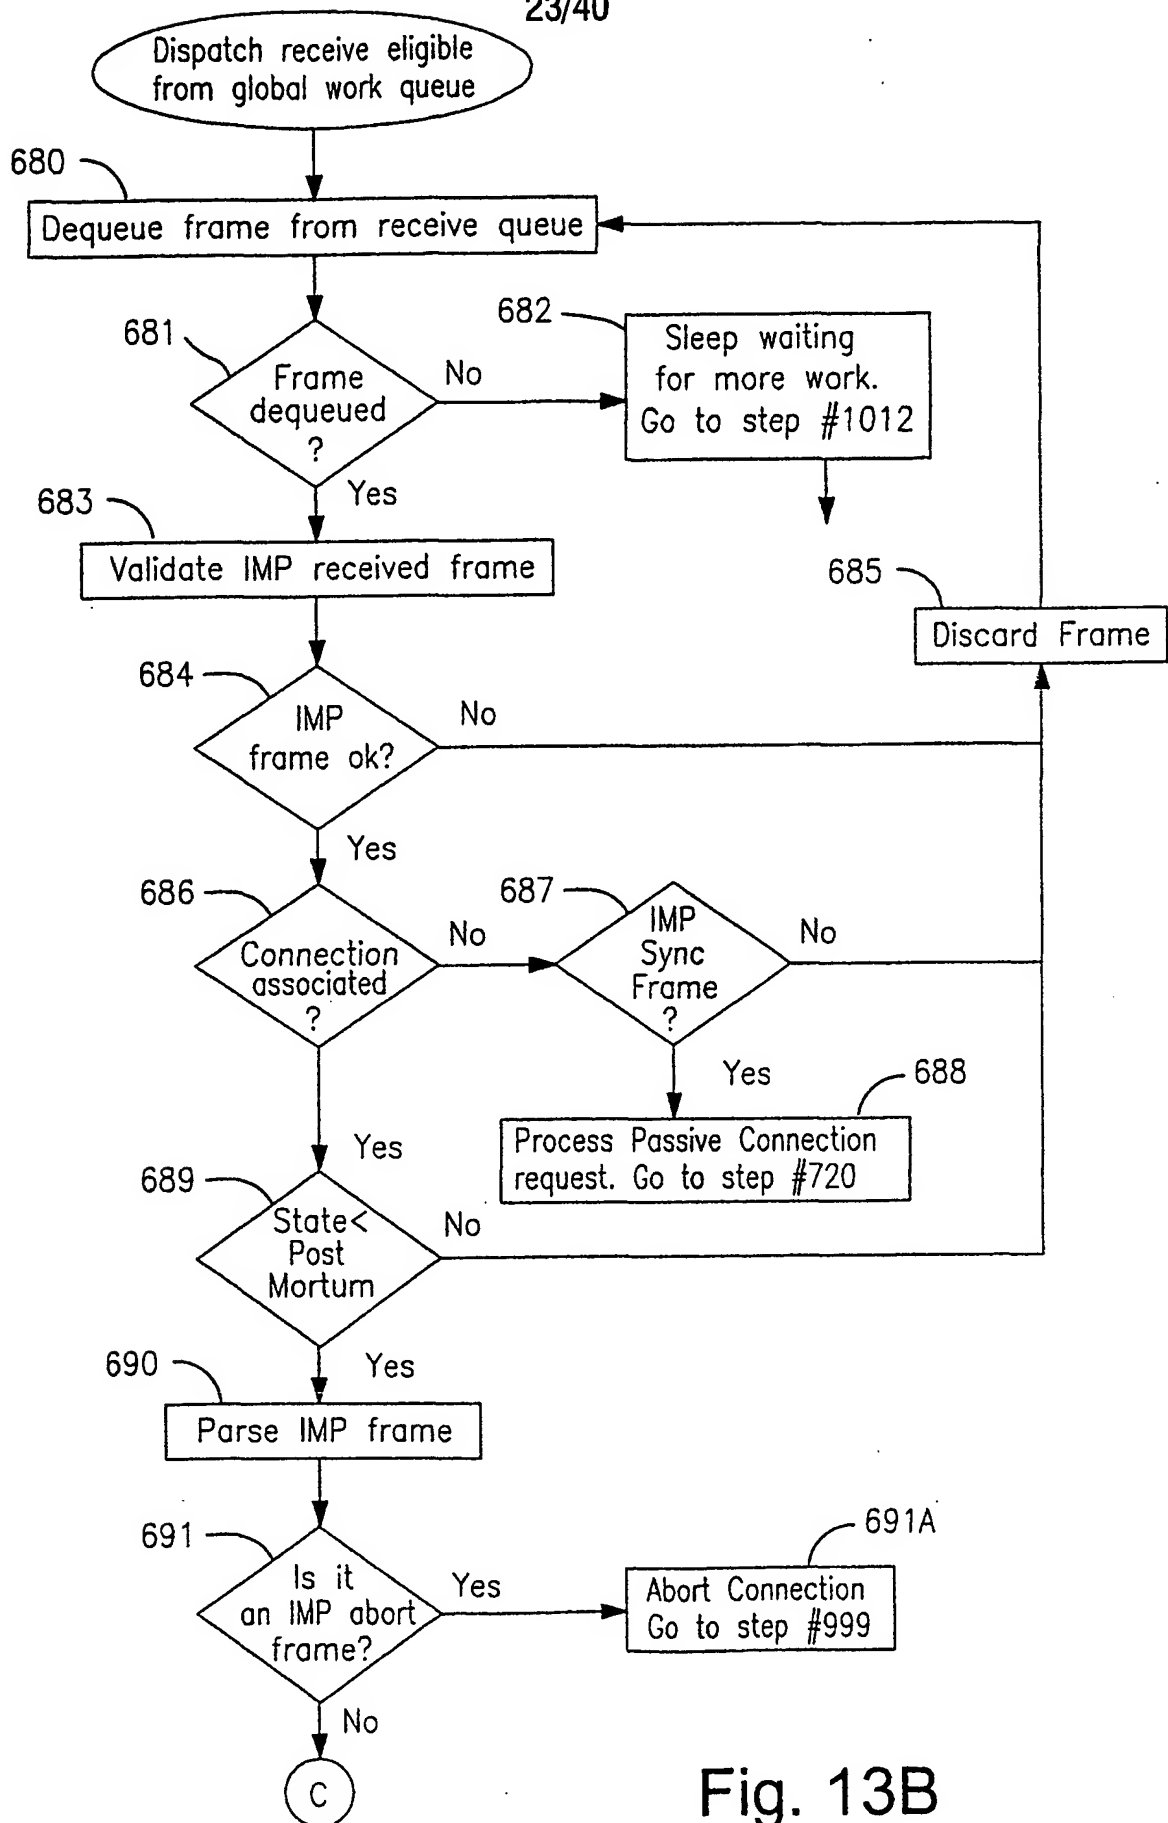 23/40
Dispatch receive eligible
from global work queue
680
Dequeue frame from receive queue
681
Frame
dequeued
?
No
682
Sleep waiting
for more work.
Go to step #1012
Yes
683
Validate IMP received frame
685
Discard Frame
684
IMP
frame ok?
No
Yes
686
Connection
associated
?
No
687
IMP
Sync
Frame
?
No
Yes
688
Process Passive Connection
request. Go to step #720
Yes
689
State<
Post
Mortum
No
Yes
690
Parse IMP frame
691
Is it
an IMP abort
frame?
Yes
691A
Abort Connection
Go to step #999
No
C
Fig. 13B